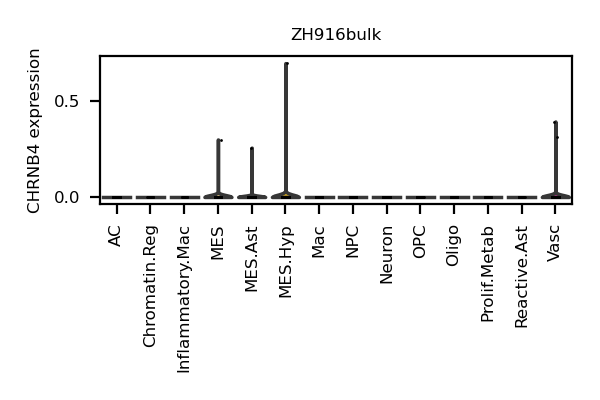 ZH916bulk
CHRNB4 expression
0.5
0.0
AC
Chromatin.Reg
Inflammatory.Mac
MES
MES.Ast
MES.Hyp
Mac
NPC
Neuron
OPC
Oligo
Prolif.Metab
Reactive.Ast
Vasc